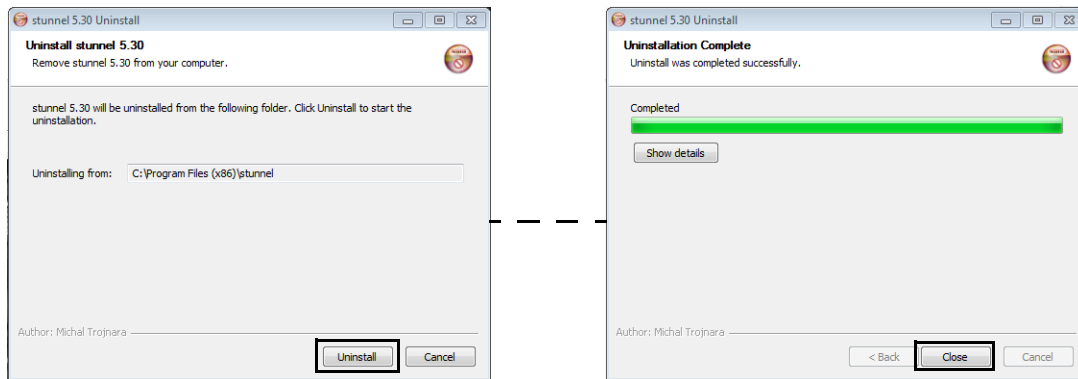 stunnel 5.30 Uninstall
Uninstall stunnel 5.30
Remove stunnel 5.30 from your computer.
stunnel 5.30 will be uninstalled from the following folder. Click Uninstall to start the
uninstallation.
Uninstalling from: C:\Program Files (x86)\stunnel
Author: Michal Trojnara
Uninstall Cancel
stunnel 5.30 Uninstall
Uninstallation Complete
Uninstall was completed successfully.
Completed
Show details
Author: Michal Trojnara
< Back Close Cancel